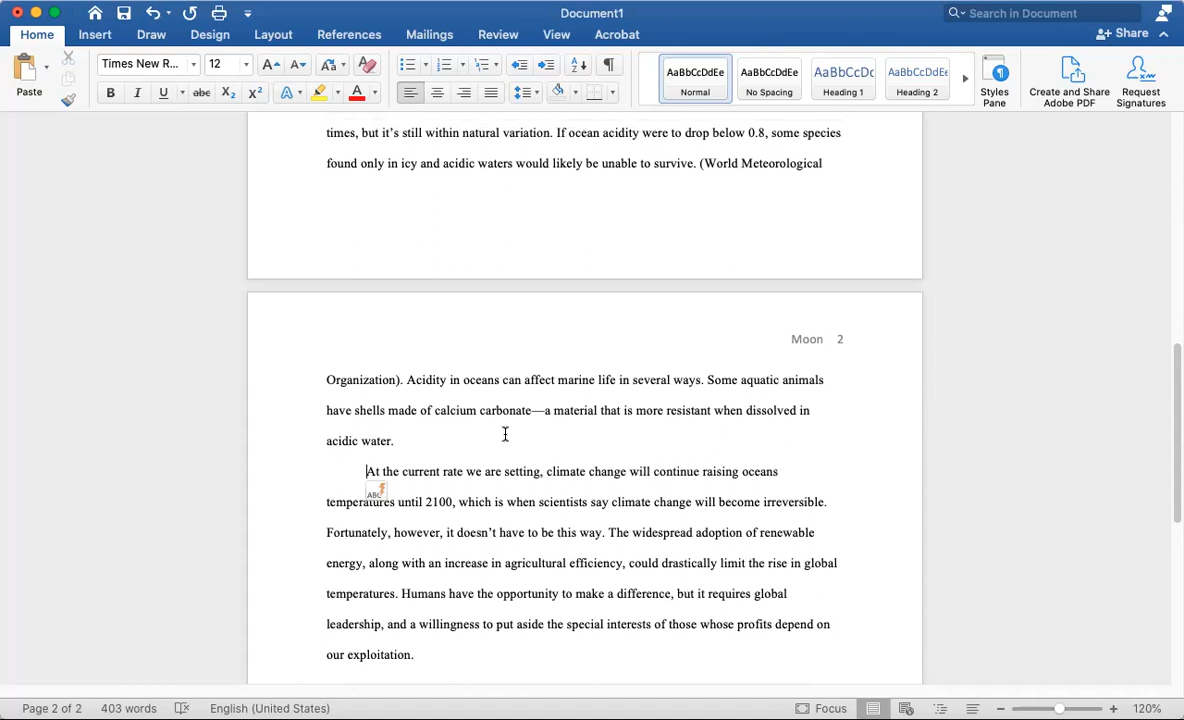 Document1
Search in Document
Home Insert Draw Design Layout References Mailings Review View Acrobat
Share
Paste
Times New R... 12
AaBbCcDdEe AaBbCcDdEe AaBbCcDc AaBbCcDdEe
Normal No Spacing Heading 1 Heading 2
Styles Pane
Create and Share Adobe PDF
Request Signatures
times, but it’s still within natural variation. If ocean acidity were to drop below 0.8, some species
found only in icy and acidic waters would likely be unable to survive. (World Meteorological
Moon 2
Organization). Acidity in oceans can affect marine life in several ways. Some aquatic animals
have shells made of calcium carbonate—a material that is more resistant when dissolved in
acidic water.
At the current rate we are setting, climate change will continue raising oceans
temperatures until 2100, which is when scientists say climate change will become irreversible.
Fortunately, however, it doesn’t have to be this way. The widespread adoption of renewable
energy, along with an increase in agricultural efficiency, could drastically limit the rise in global
temperatures. Humans have the opportunity to make a difference, but it requires global
leadership, and a willingness to put aside the special interests of those whose profits depend on
our exploitation.
Page 2 of 2 403 words English (United States) Focus 120%